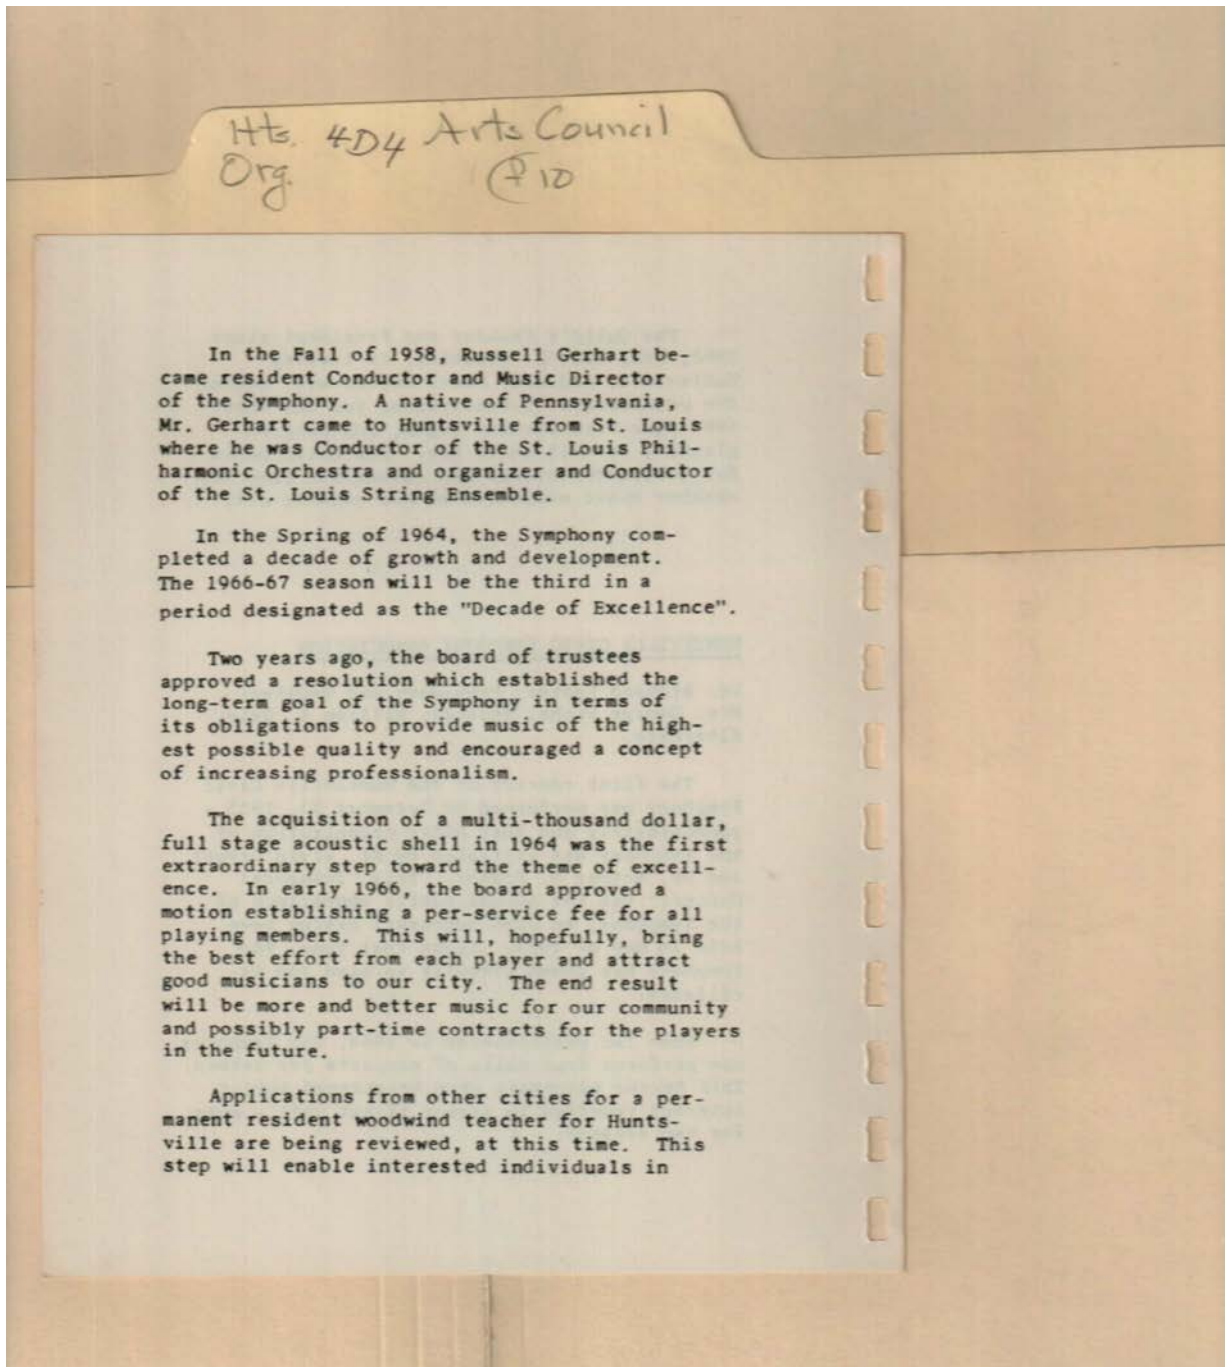 Hts. 4D4 Arts Council
Org. P 10
In the Fall of 1958, Russell Gerhart be-
came resident Conductor and Music Director
of the Symphony. A native of Pennsylvania,
Mr. Gerhart came to Huntsville from St. Louis
where he was Conductor of the St. Louis Phil-
harmonic Orchestra and organizer and Conductor
of the St. Louis String Ensemble.
In the Spring of 1964, the Symphony com-
pleted a decade of growth and development.
The 1966-67 season will be the third in a
period designated as the "Decade of Excellence".
Two years ago, the board of trustees
approved a resolution which established the
long-term goal of the Symphony in terms of
its obligations to provide music of the high-
est possible quality and encouraged a concept
of increasing professionalism.
The acquisition of a multi-thousand dollar,
full stage acoustic shell in 1964 was the first
extraordinary step toward the theme of excell-
ence. In early 1966, the board approved a
motion establishing a per-service fee for all
playing members. This will, hopefully, bring
the best effort from each player and attract
good musicians to our city. The end result
will be more and better music for our community
and possibly part-time contracts for the players
in the future.
Applications from other cities for a per-
manent resident woodwind teacher for Hunts-
ville are being reviewed, at this time. This
step will enable interested individuals in